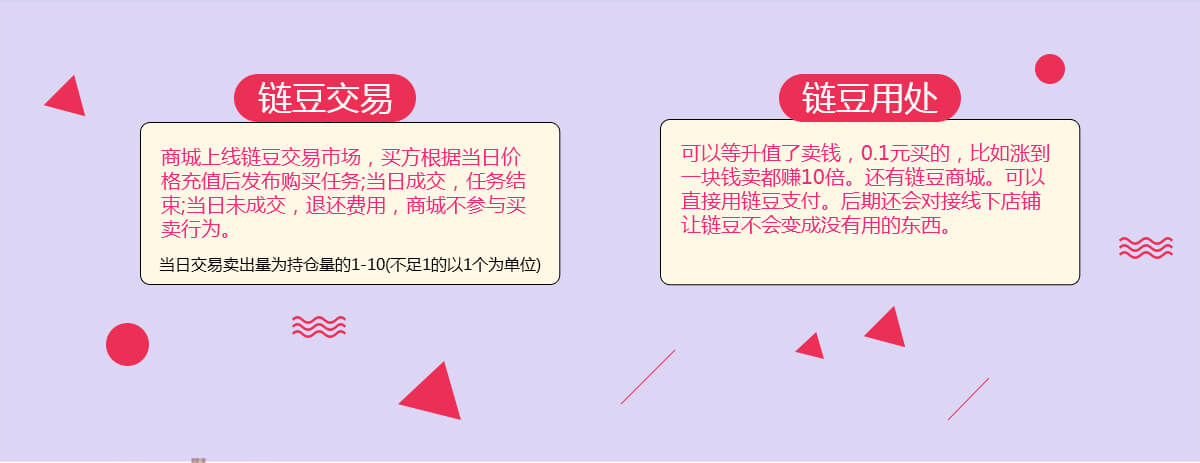 链豆交易
商城上线链豆交易市场，买方根据当日价
格充值后发布购买任务;当日成交，任务结
束;当日未成交，退还费用，商城不参与买
卖行为。
当日交易卖出量为持仓量的1-10(不足1的以1个为单位)
链豆用处
可以等升值了卖钱，0.1元买的，比如涨到
一块钱卖都赚10倍。还有链豆商城。可以
直接用链豆支付。后期还会对接线下店铺
让链豆不会变成没有用的东西。